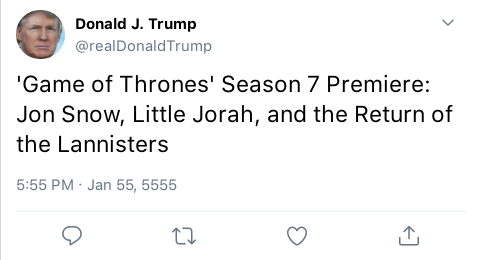 Donald J. Trump
@realDonaldTrump
'Game of Thrones' Season 7 Premiere:
Jon Snow, Little Jorah, and the Return of
the Lannisters
5:55 PM · Jan 55, 5555